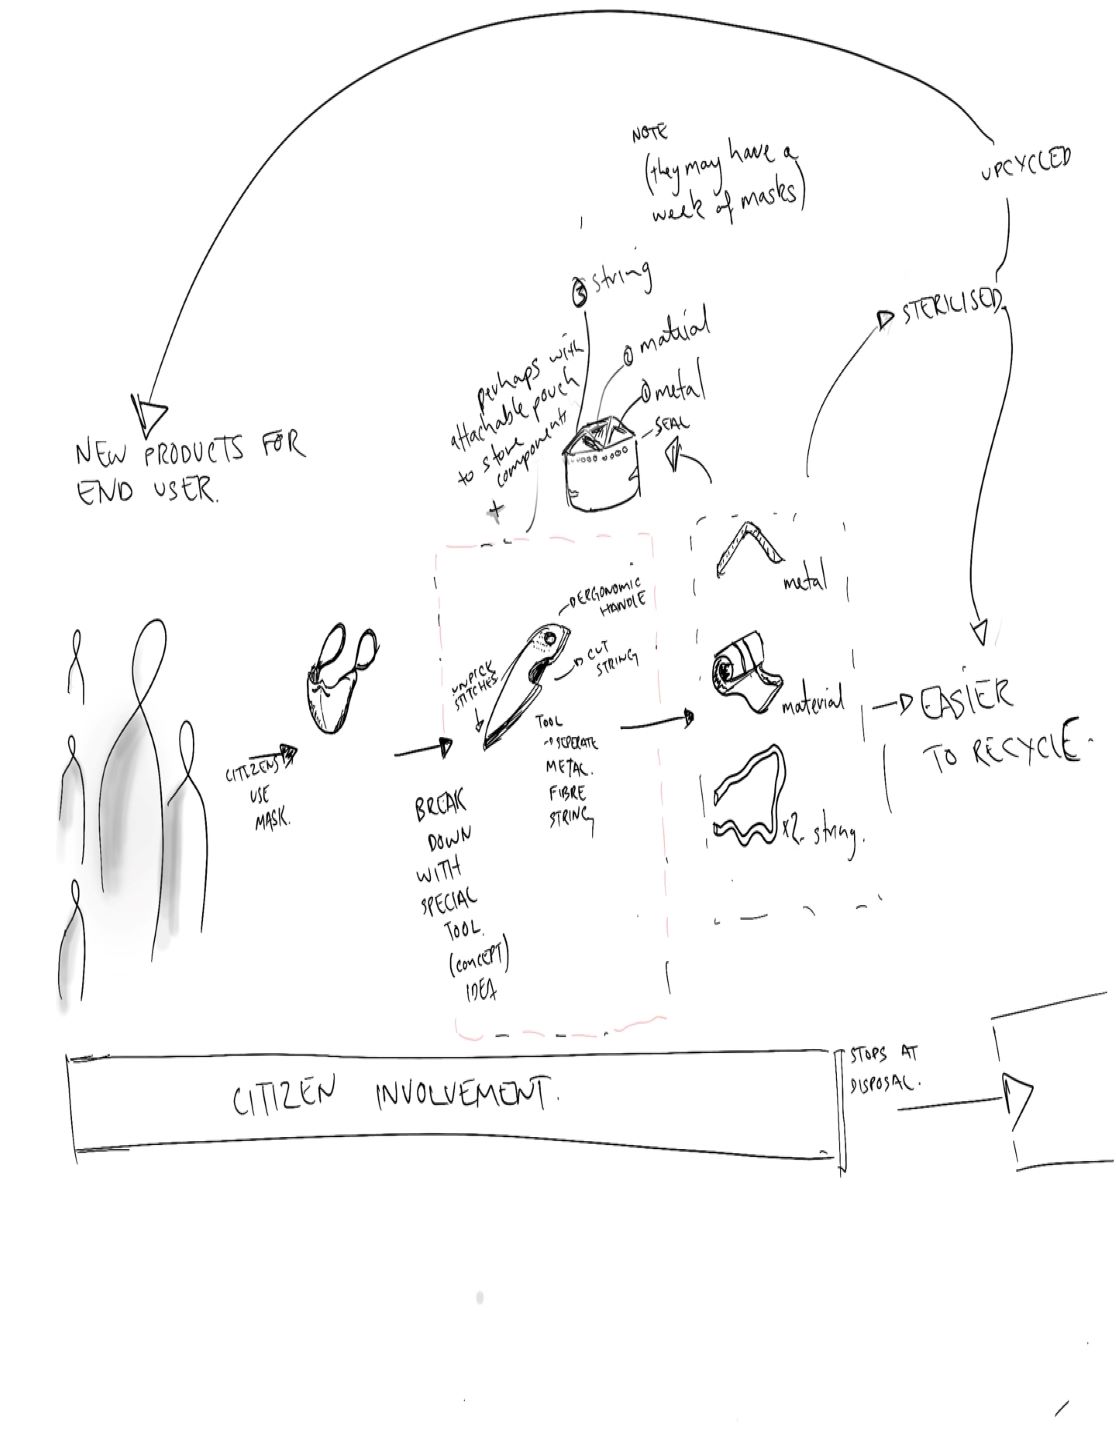 UPCYCLED
NOTE
(they may have a
week of masks)
③ string
STERILISED
① material
① metal
SEAL
perhaps with
attachable pouch
to store
components
+
NEW PRODUCTS FOR
END USER.
ERGONOMIC
HANDLE
CUT
STRING
UNPICK
STITCHES
TOOL
SEPERATE
METAL.
FIBRE
STRING
metal
material
x2. string.
EASIER
TO RECYCLE.
CITIZENS
USE
MASK.
BREAK
DOWN
WITH
SPECIAL
TOOL.
(CONCEPT)
IDEA
CITIZEN INVOLVEMENT.
STOPS AT
DISPOSAL.